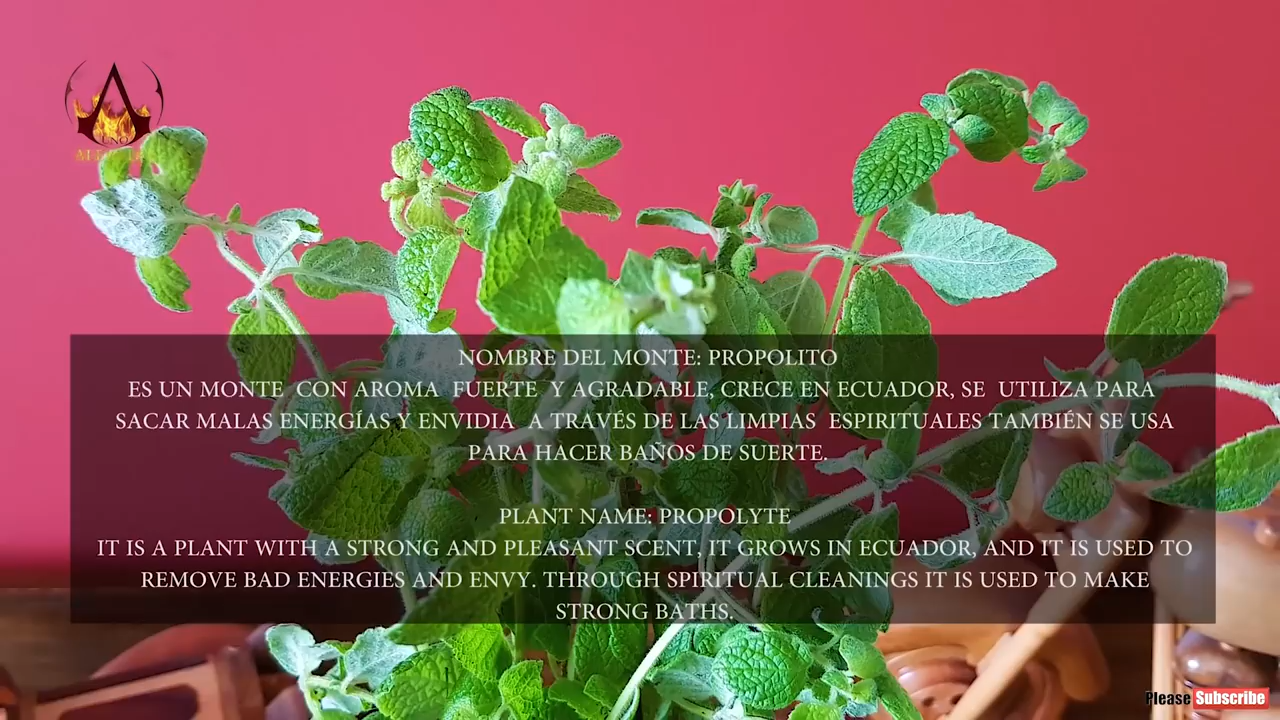 UNO
NOMBRE DEL MONTE: PROPOLITO
ES UN MONTE CON AROMA FUERTE Y AGRADABLE, CRECE EN ECUADOR, SE UTILIZA PARA
SACAR MALAS ENERGÍAS Y ENVIDIA A TRAVÉS DE LAS LIMPIAS ESPIRITUALES TAMBIÉN SE USA
PARA HACER BAÑOS DE SUERTE.
PLANT NAME: PROPOLYTE
IT IS A PLANT WITH A STRONG AND PLEASANT SCENT, IT GROWS IN ECUADOR, AND IT IS USED TO
REMOVE BAD ENERGIES AND ENVY. THROUGH SPIRITUAL CLEANINGS IT IS USED TO MAKE
STRONG BATHS.
Please Subscribe